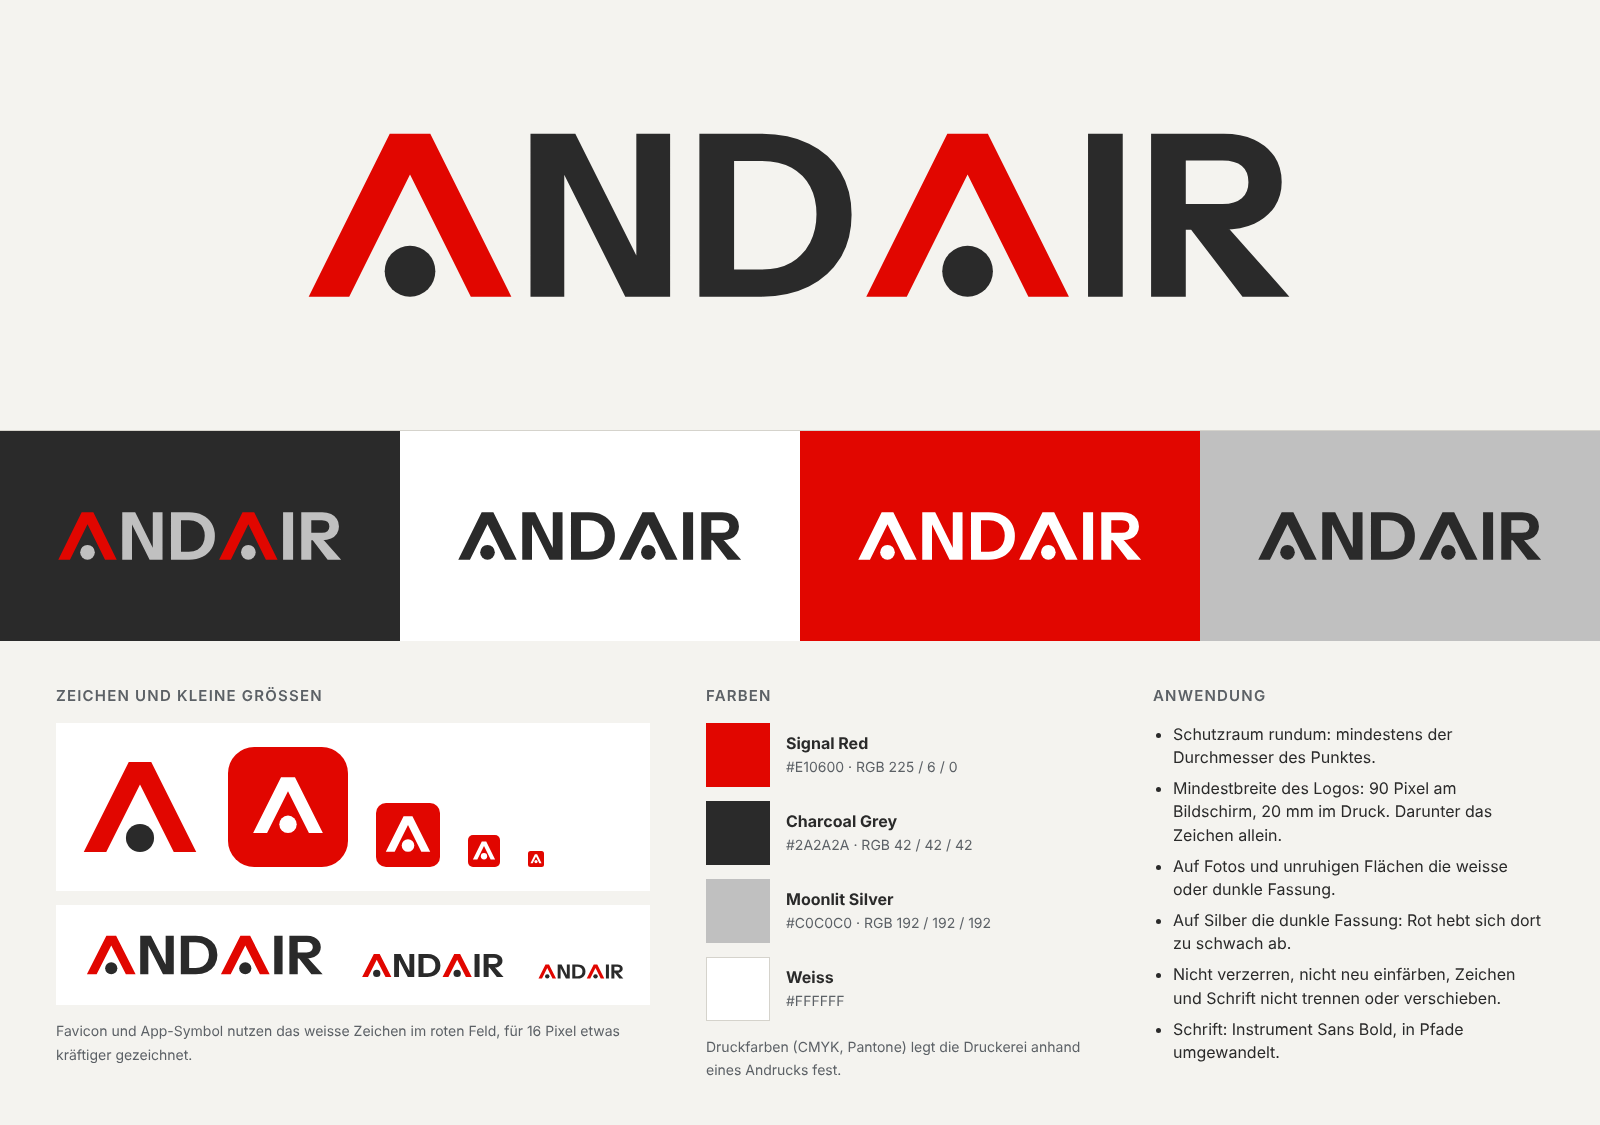 ANDAIR
ANDAIR
ANDAIR
ANDAIR
ANDAIR
ZEICHEN UND KLEINE GRÖSSEN
ANDAIR
ANDAIR
ANDAIR
Favicon und App-Symbol nutzen das weisse Zeichen im roten Feld, für 16 Pixel etwas
kräftiger gezeichnet.
FARBEN
Signal Red
#E10600 · RGB 225 / 6 / 0
Charcoal Grey
#2A2A2A · RGB 42 / 42 / 42
Moonlit Silver
#C0C0C0 · RGB 192 / 192 / 192
Weiss
#FFFFFF
Druckfarben (CMYK, Pantone) legt die Druckerei anhand
eines Andrucks fest.
ANWENDUNG
• Schutzraum rundum: mindestens der
Durchmesser des Punktes.
• Mindestbreite des Logos: 90 Pixel am
Bildschirm, 20 mm im Druck. Darunter das
Zeichen allein.
• Auf Fotos und unruhigen Flächen die weisse
oder dunkle Fassung.
• Auf Silber die dunkle Fassung: Rot hebt sich dort
zu schwach ab.
• Nicht verzerren, nicht neu einfärben, Zeichen
und Schrift nicht trennen oder verschieben.
• Schrift: Instrument Sans Bold, in Pfade
umgewandelt.